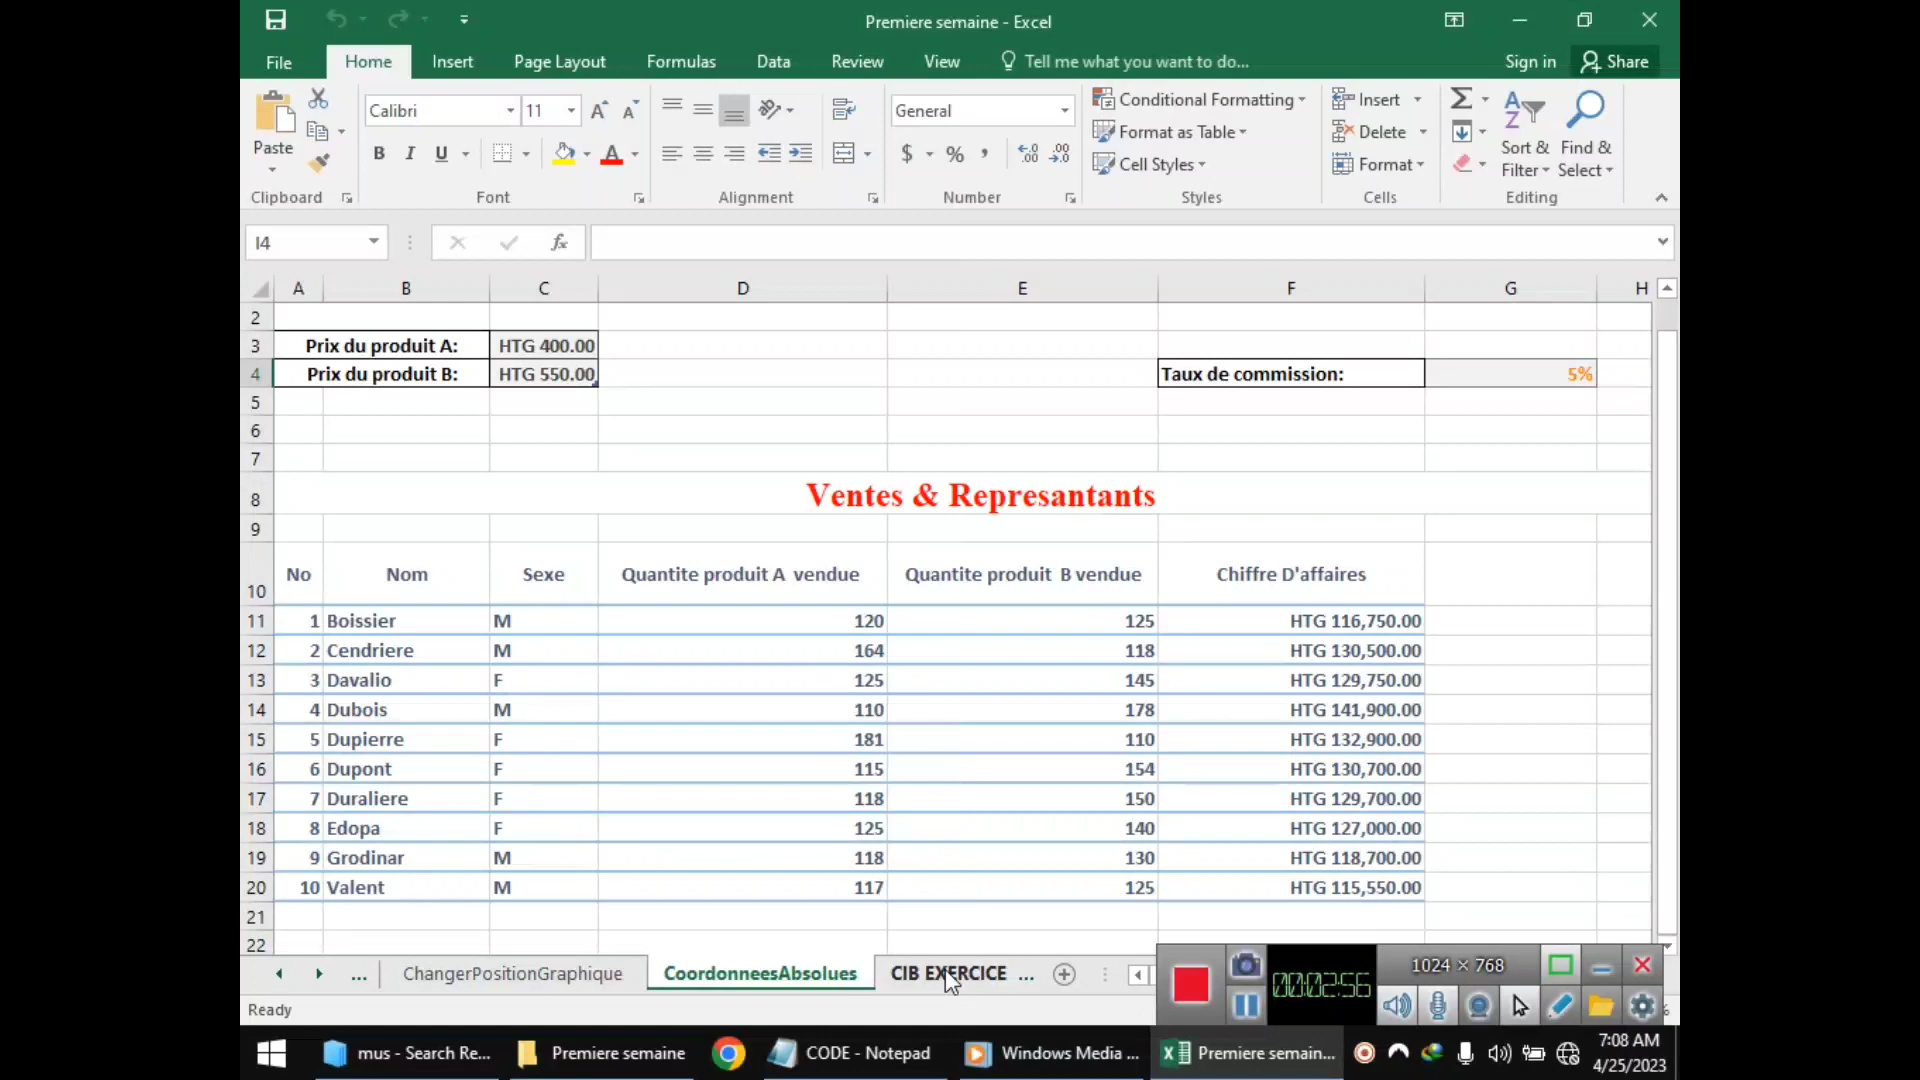 Premiere semaine - Excel
File Home Insert Page Layout Formulas Data Review View Tell me what you want to do... Sign in Share
Calibri 11 General Conditional Formatting Insert
Paste Format as Table Delete
B I U $ % Cell Styles Format Sort & Filter Find & Select
Clipboard Font Alignment Number Styles Cells Editing
I4 fx
A B C D E F G H
2
3 Prix du produit A: HTG 400.00
4 Prix du produit B: HTG 550.00 Taux de commission: 5%
5
6
7
8 Ventes & Represantants
9
10 No Nom Sexe Quantite produit A vendue Quantite produit B vendue Chiffre D'affaires
11 1 Boissier M 120 125 HTG 116,750.00
12 2 Cendriere M 164 118 HTG 130,500.00
13 3 Davalio F 125 145 HTG 129,750.00
14 4 Dubois M 110 178 HTG 141,900.00
15 5 Dupierre F 181 110 HTG 132,900.00
16 6 Dupont F 115 154 HTG 130,700.00
17 7 Duraliere F 118 150 HTG 129,700.00
18 8 Edopa F 125 140 HTG 127,000.00
19 9 Grodinar M 118 130 HTG 118,700.00
20 10 Valent M 117 125 HTG 115,550.00
21
22
... ChangerPositionGraphique CoordonneesAbsolues CIB EXERCICE ...
1024 × 768
00:02:56
Ready
mus - Search Re... Premiere semaine CODE - Notepad Windows Media ... Premiere semain... 7:08 AM
4/25/2023